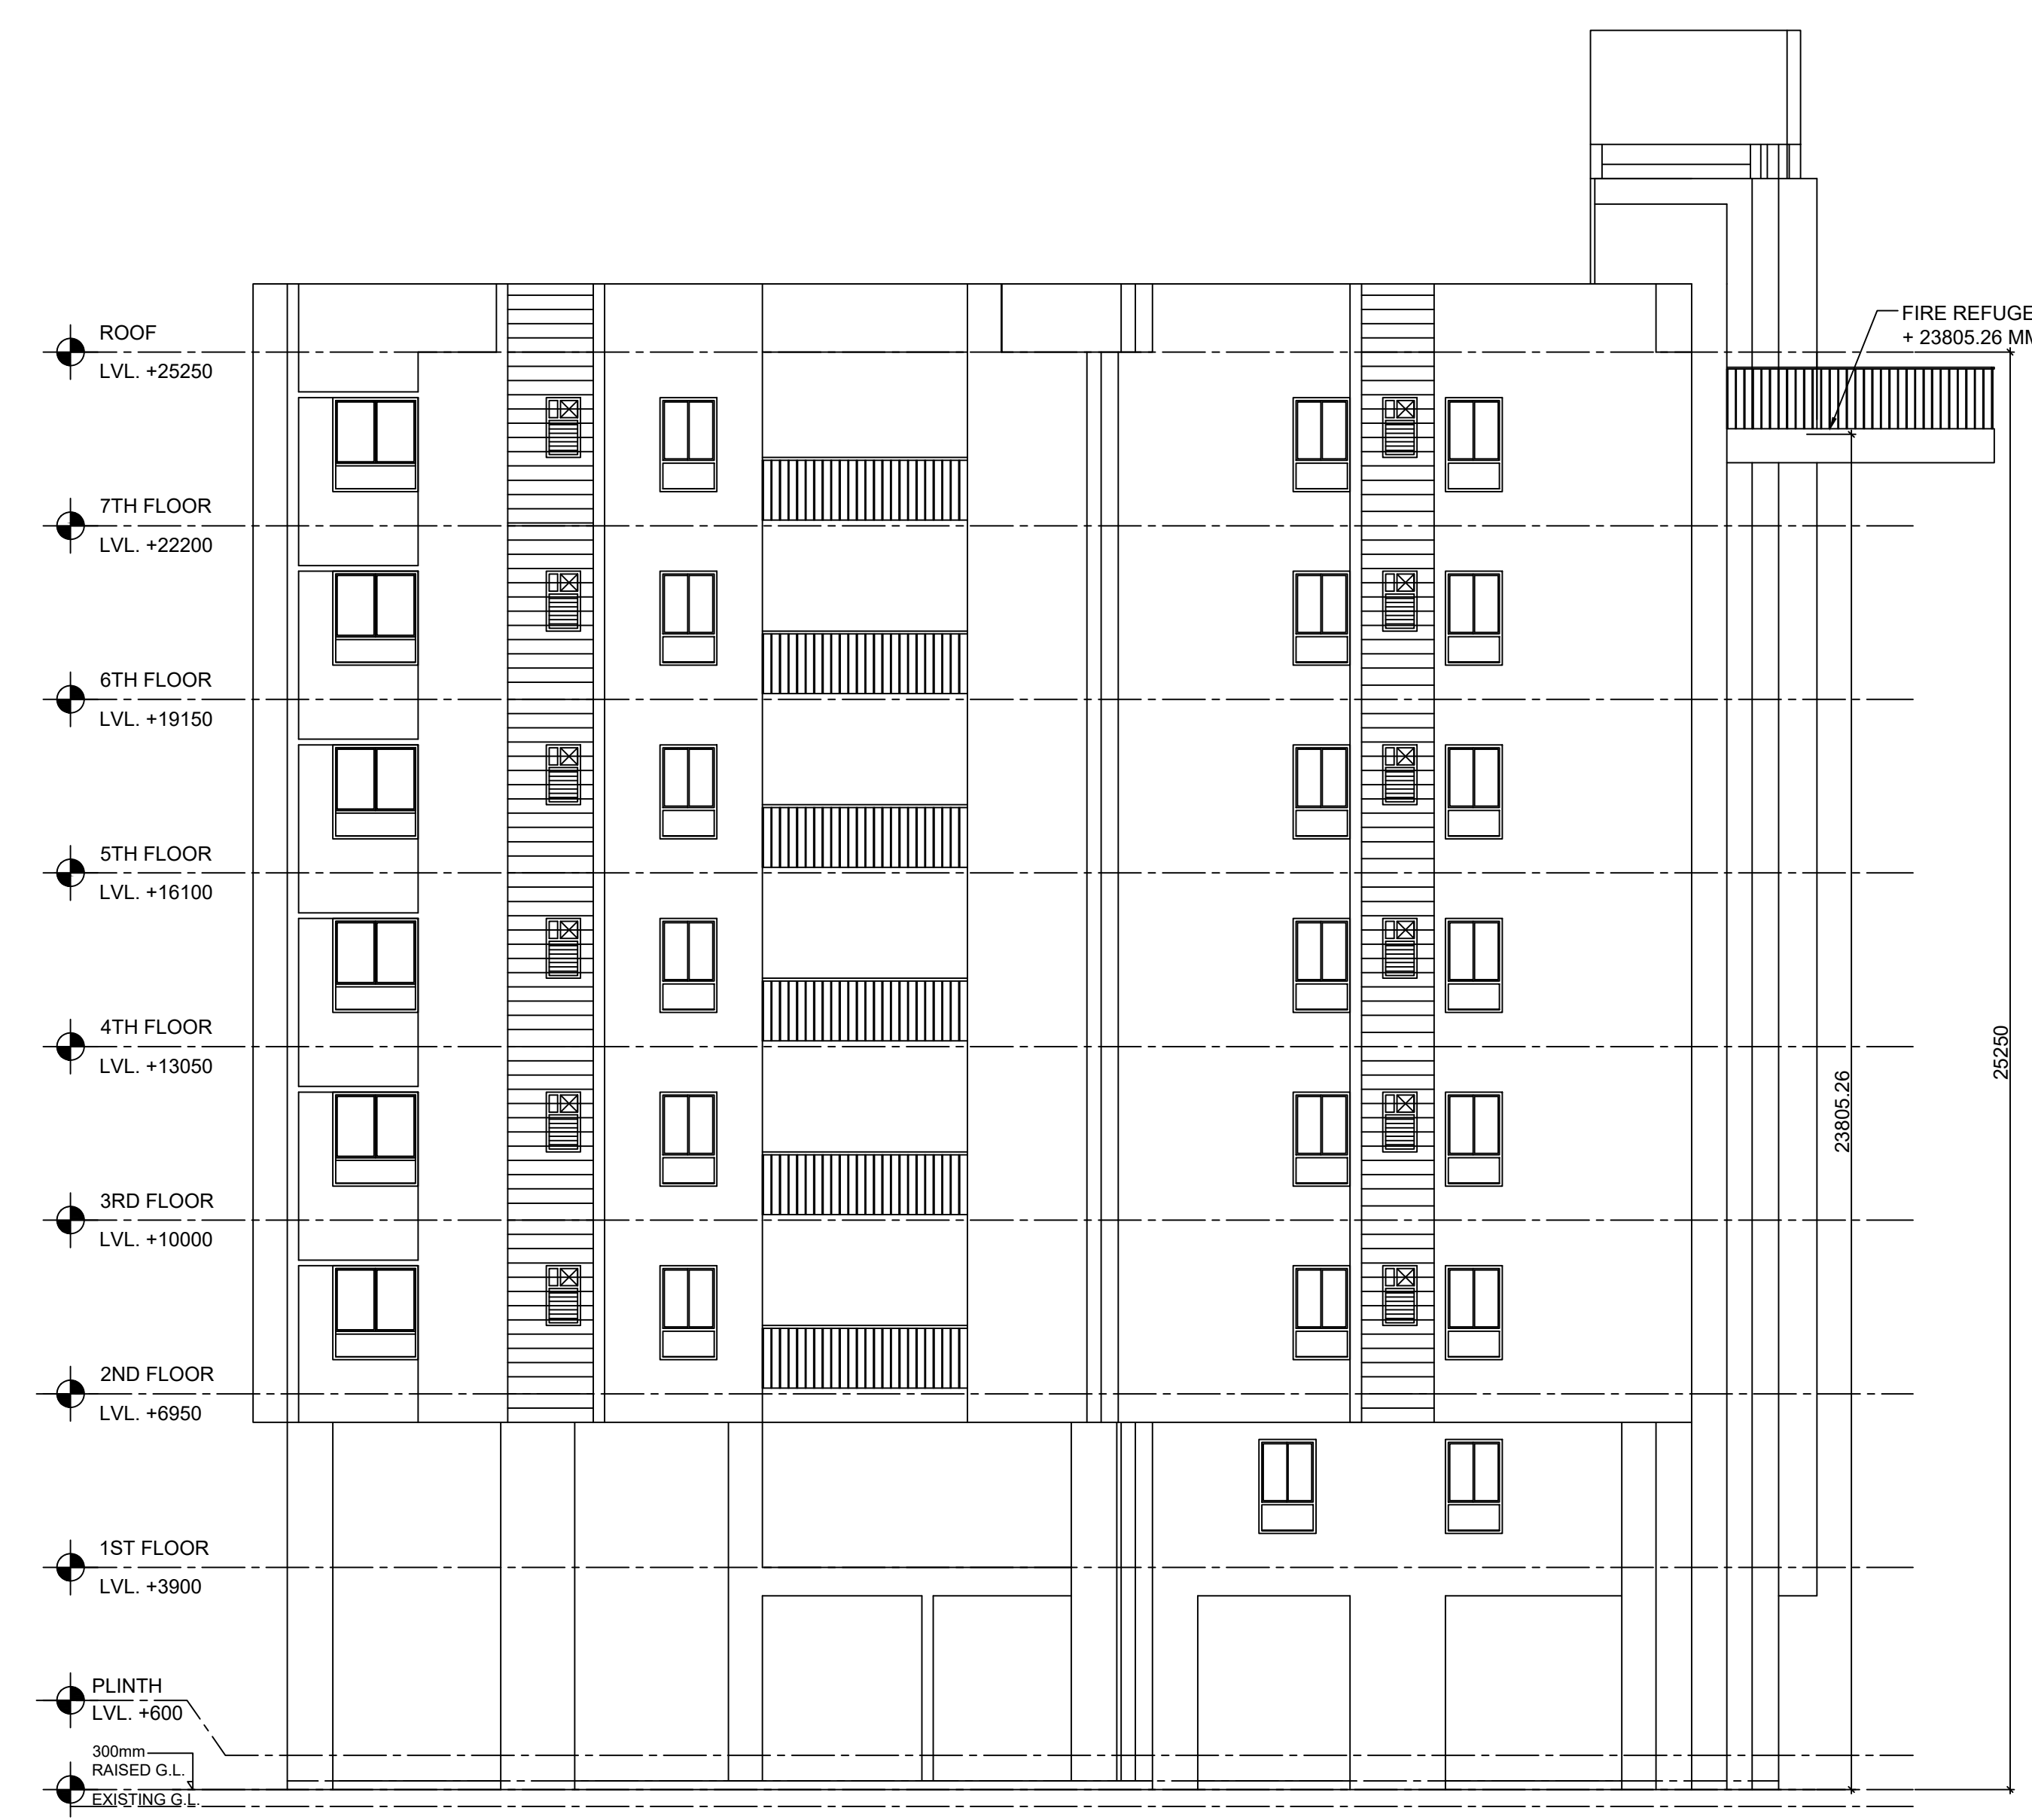 ROOF
LVL. +25250
FIRE REFUGE
+ 23805.26 MM
7TH FLOOR
LVL. +22200
6TH FLOOR
LVL. +19150
5TH FLOOR
LVL. +16100
4TH FLOOR
LVL. +13050
25250
23805.26
3RD FLOOR
LVL. +10000
2ND FLOOR
LVL. +6950
1ST FLOOR
LVL. +3900
PLINTH
LVL. +600
300mm
RAISED G.L.
EXISTING G.L.